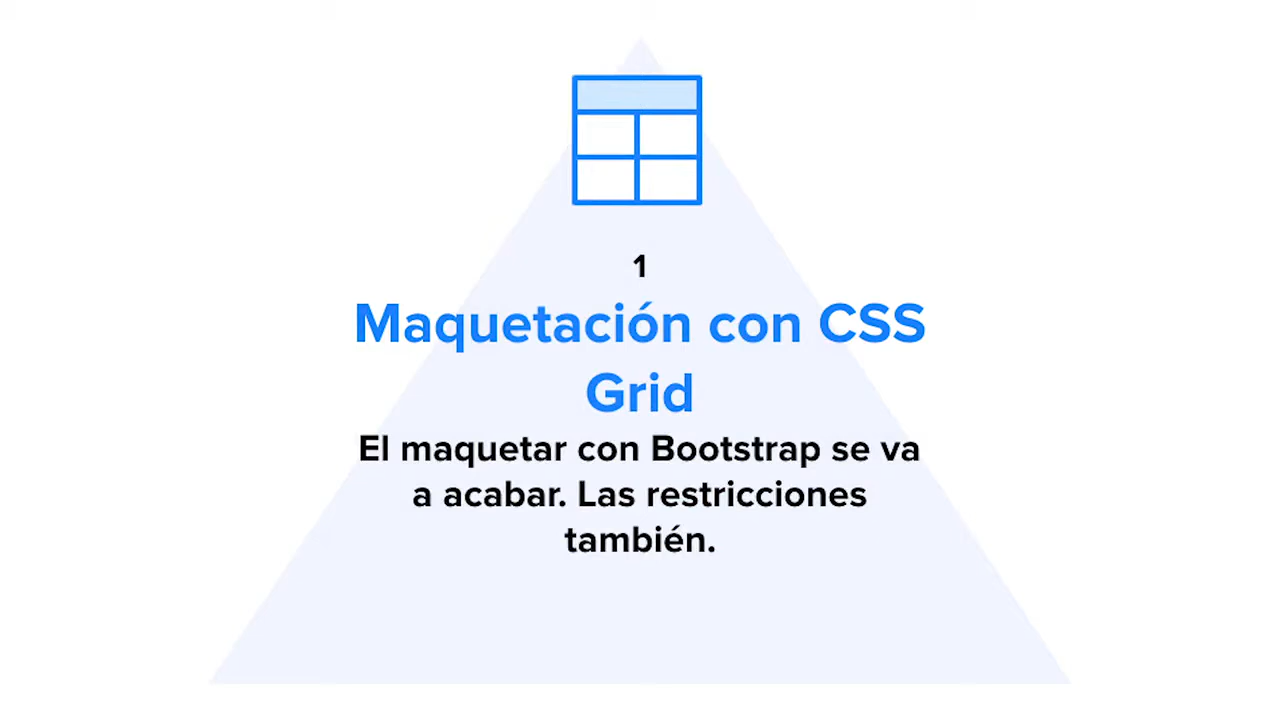 1
Maquetación con CSS
Grid
El maquetar con Bootstrap se va
a acabar. Las restricciones
también.